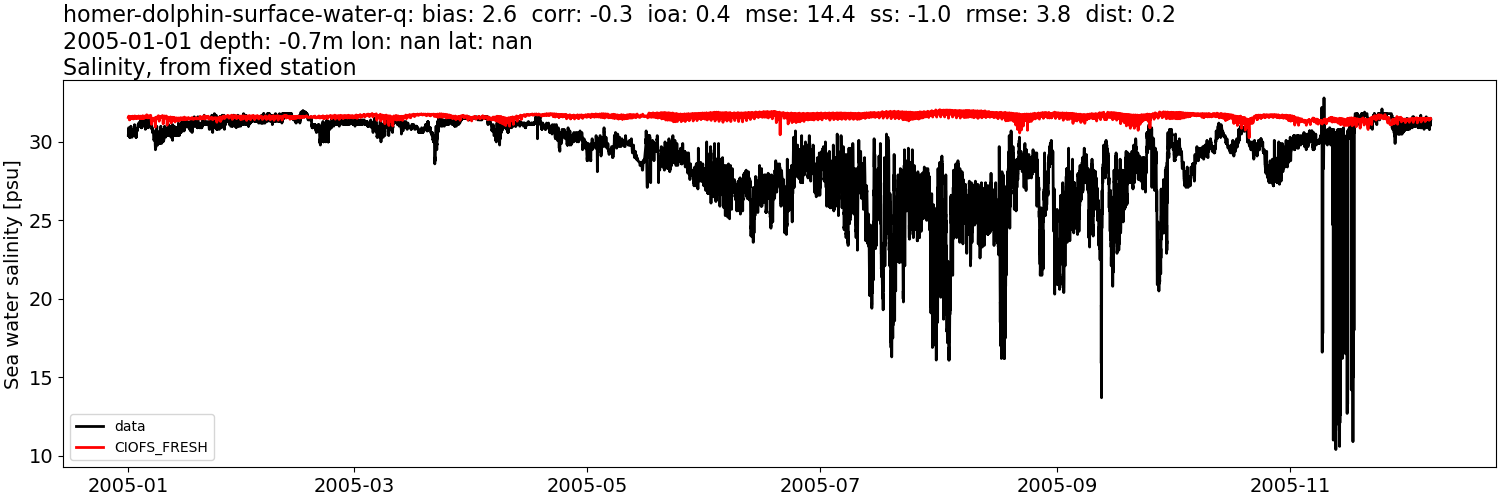 homer-dolphin-surface-water-q: bias: 2.6  corr: -0.3  ioa: 0.4  mse: 14.4  ss: -1.0  rmse: 3.8  dist: 0.2
2005-01-01 depth: -0.7m lon: nan lat: nan
Salinity, from fixed station
Sea water salinity [psu]
30
25
20
15
10
data
CIOFS_FRESH
2005-01
2005-03
2005-05
2005-07
2005-09
2005-11